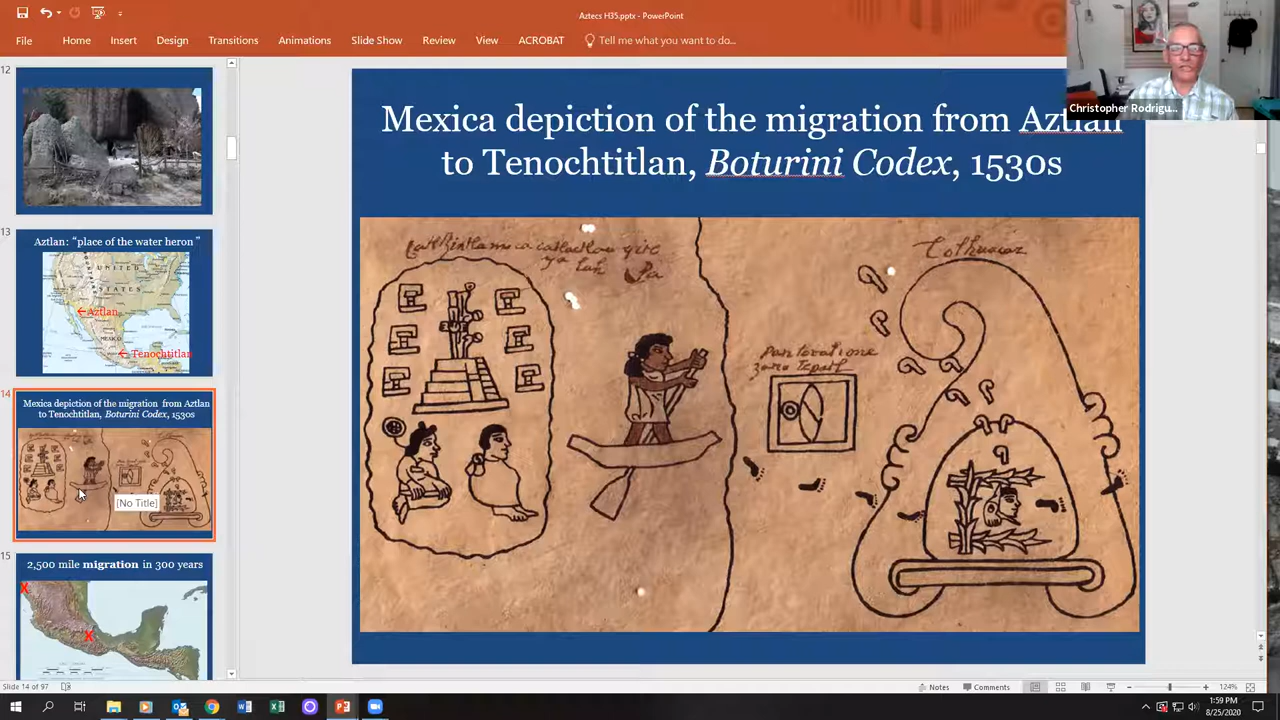 Aztecs H35.pptx - PowerPoint
File Home Insert Design Transitions Animations Slide Show Review View ACROBAT Tell me what you want to do...
Christopher Rodrigu...
12
13
Aztlan: "place of the water heron"
UNITED
STATES
←Aztlan
MEXICO
←Tenochtitlan
14
Mexica depiction of the migration from Aztlan
to Tenochtitlan, Boturini Codex, 1530s
[No Title]
15
2,500 mile migration in 300 years
X
X
Mexica depiction of the migration from Aztlan
to Tenochtitlan, Boturini Codex, 1530s
Colhuacan
Slide 14 of 97
Notes Comments 124%
1:59 PM
8/25/2020